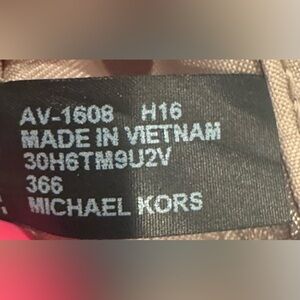 AV-1608 H16
MADE IN VIETNAM
30H6TM9U2V
366
MICHAEL KORS